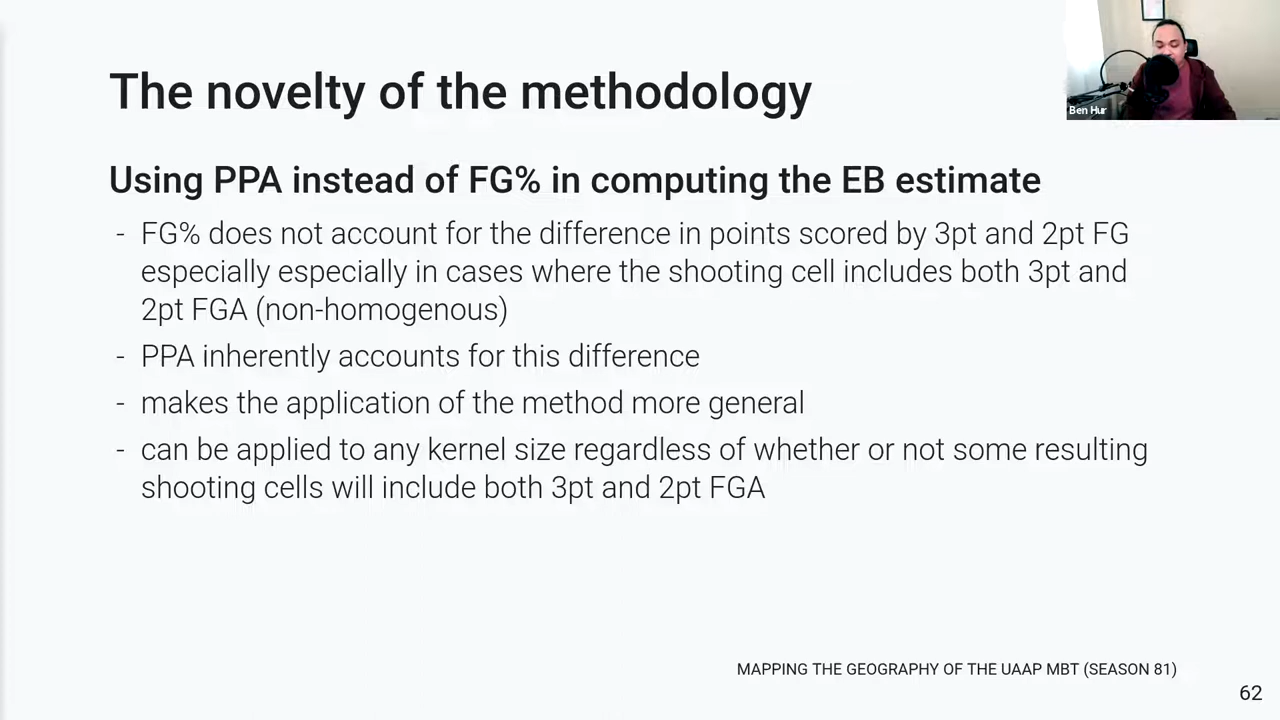 The novelty of the methodology
Ben Hur
Using PPA instead of FG% in computing the EB estimate
- FG% does not account for the difference in points scored by 3pt and 2pt FG
especially especially in cases where the shooting cell includes both 3pt and
2pt FGA (non-homogenous)
- PPA inherently accounts for this difference
- makes the application of the method more general
- can be applied to any kernel size regardless of whether or not some resulting
shooting cells will include both 3pt and 2pt FGA
MAPPING THE GEOGRAPHY OF THE UAAP MBT (SEASON 81)
62